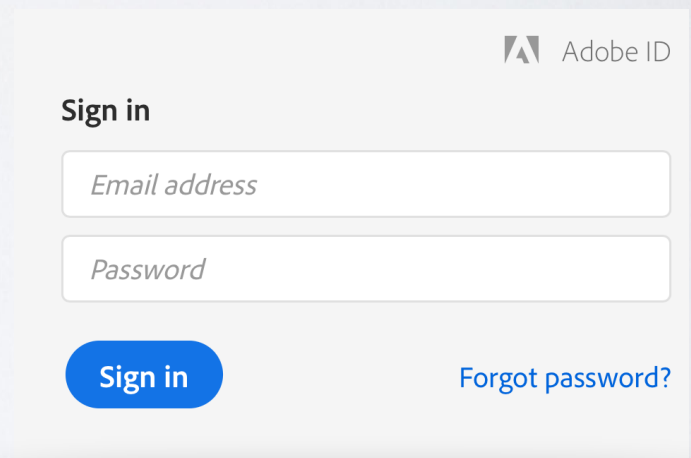 Adobe ID
Sign in
Email address
Password
Sign in
Forgot password?